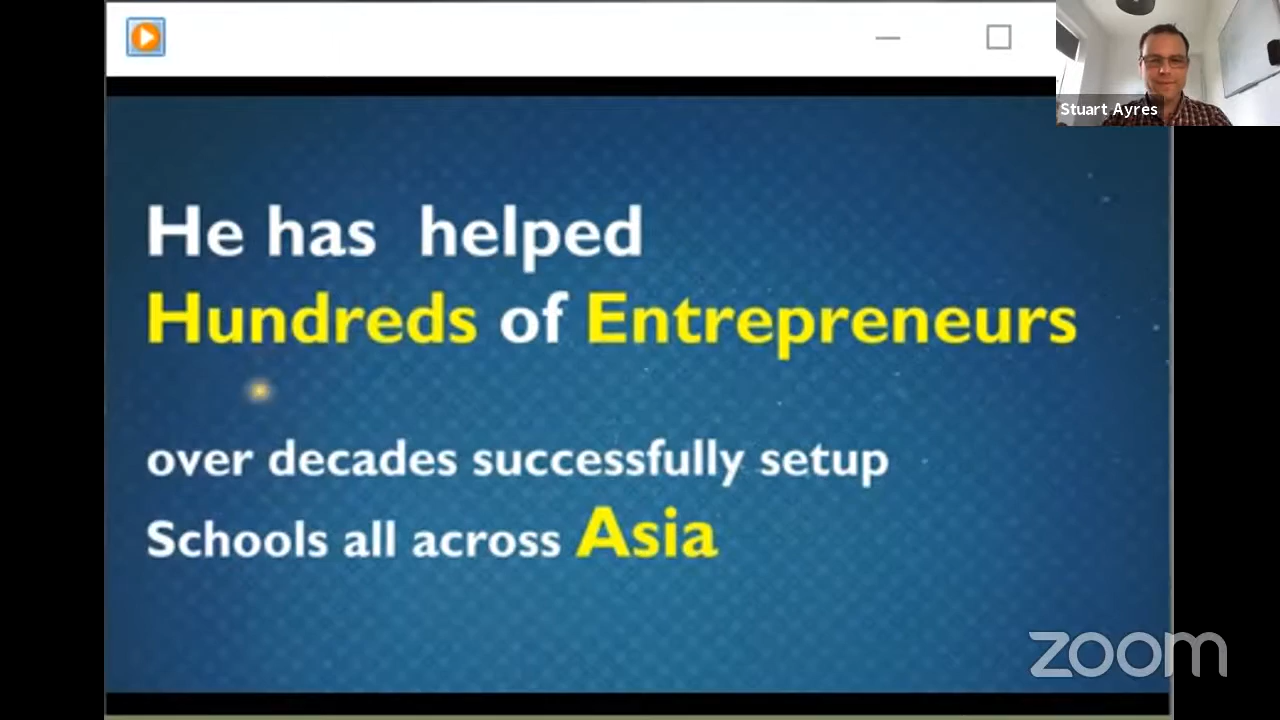 Stuart Ayres
He has helped
Hundreds of Entrepreneurs
over decades successfully setup
Schools all across Asia
zoom